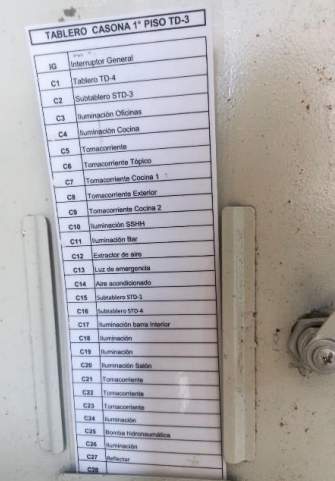 TABLERO CASONA 1° PISO TD-3
IG Interruptor General
C1 Tablero TD-4
C2 Subtablero STD-3
C3 Iluminación Oficinas
C4 Iluminación Cocina
C5 Tomacorriente
C6 Tomacorriente Tópico
C7 Tomacorriente Cocina 1
C8 Tomacorriente Exterior
C9 Tomacorriente Cocina 2
C10 Iluminación SSHH
C11 Iluminación Bar
C12 Extractor de aire
C13 Luz de emergencia
C14 Aire acondicionado
C15 Subtablero STD-1
C16 Subtablero STD-4
C17 Iluminación barra interior
C18 Iluminación
C19 Iluminación
C20 Iluminación Salón
C21 Tomacorriente
C22 Tomacorriente
C23 Tomacorriente
C24 Iluminación
C25 Bomba hidroneumática
C26 Iluminación
C27 Reflector
C28